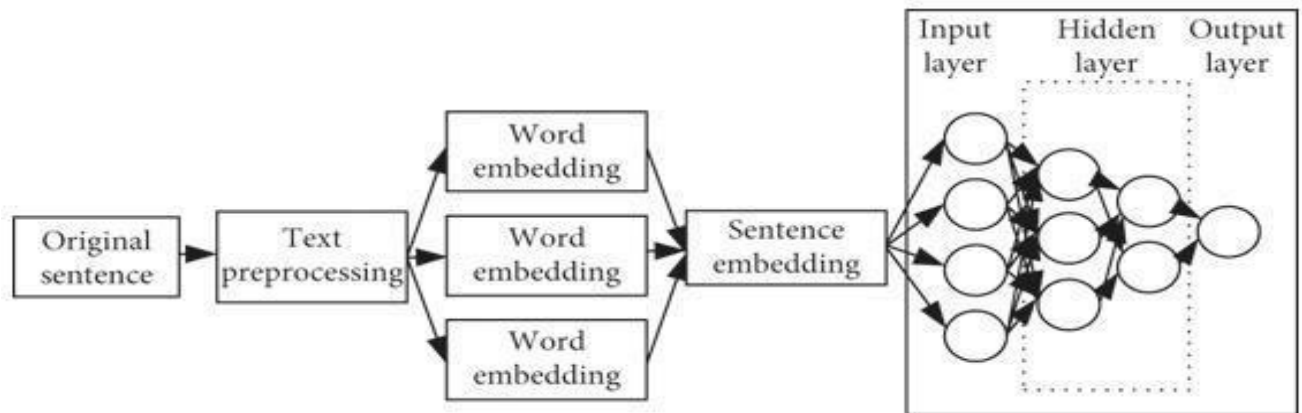 Original
sentence
Text
preprocessing
Word
embedding
Word
embedding
Word
embedding
Sentence
embedding
Input
layer
Hidden
layer
Output
layer